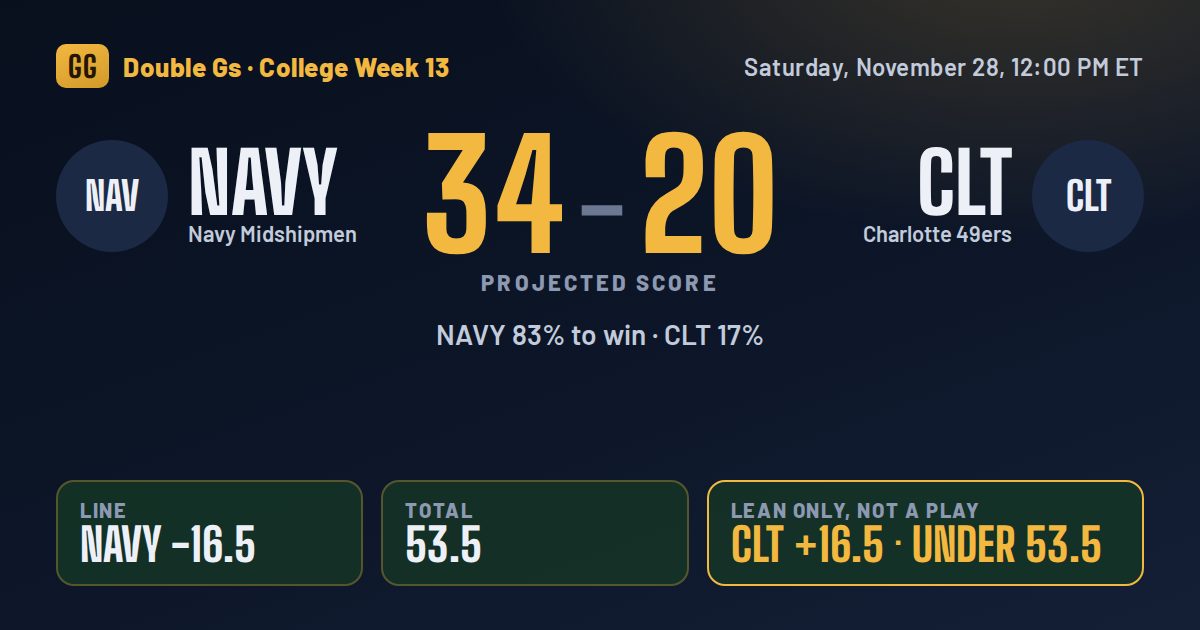 GG Double Gs · College Week 13
Saturday, November 28, 12:00 PM ET
NAV
NAVY
Navy Midshipmen
34 – 20
PROJECTED SCORE
NAVY 83% to win · CLT 17%
CLT
Charlotte 49ers
CLT
LINE
NAVY −16.5
TOTAL
53.5
LEAN ONLY, NOT A PLAY
CLT +16.5 · UNDER 53.5